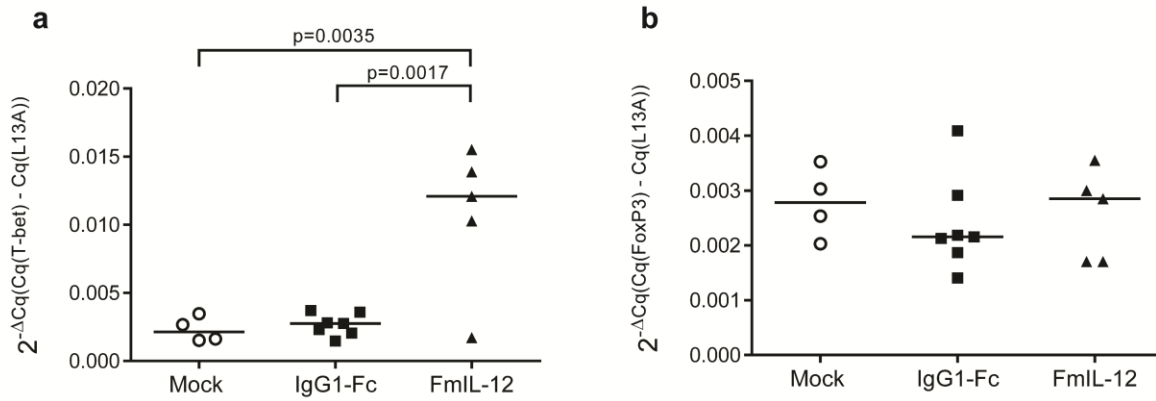 a
p=0.0035
p=0.0017
2-ΔCq(Cq(T-bet) - Cq(L13A))
0.020
0.015
0.010
0.005
0.000
Mock IgG1-Fc FmIL-12
b
2-ΔCq(Cq(FoxP3) - Cq(L13A))
0.005
0.004
0.003
0.002
0.001
0.000
Mock IgG1-Fc FmIL-12